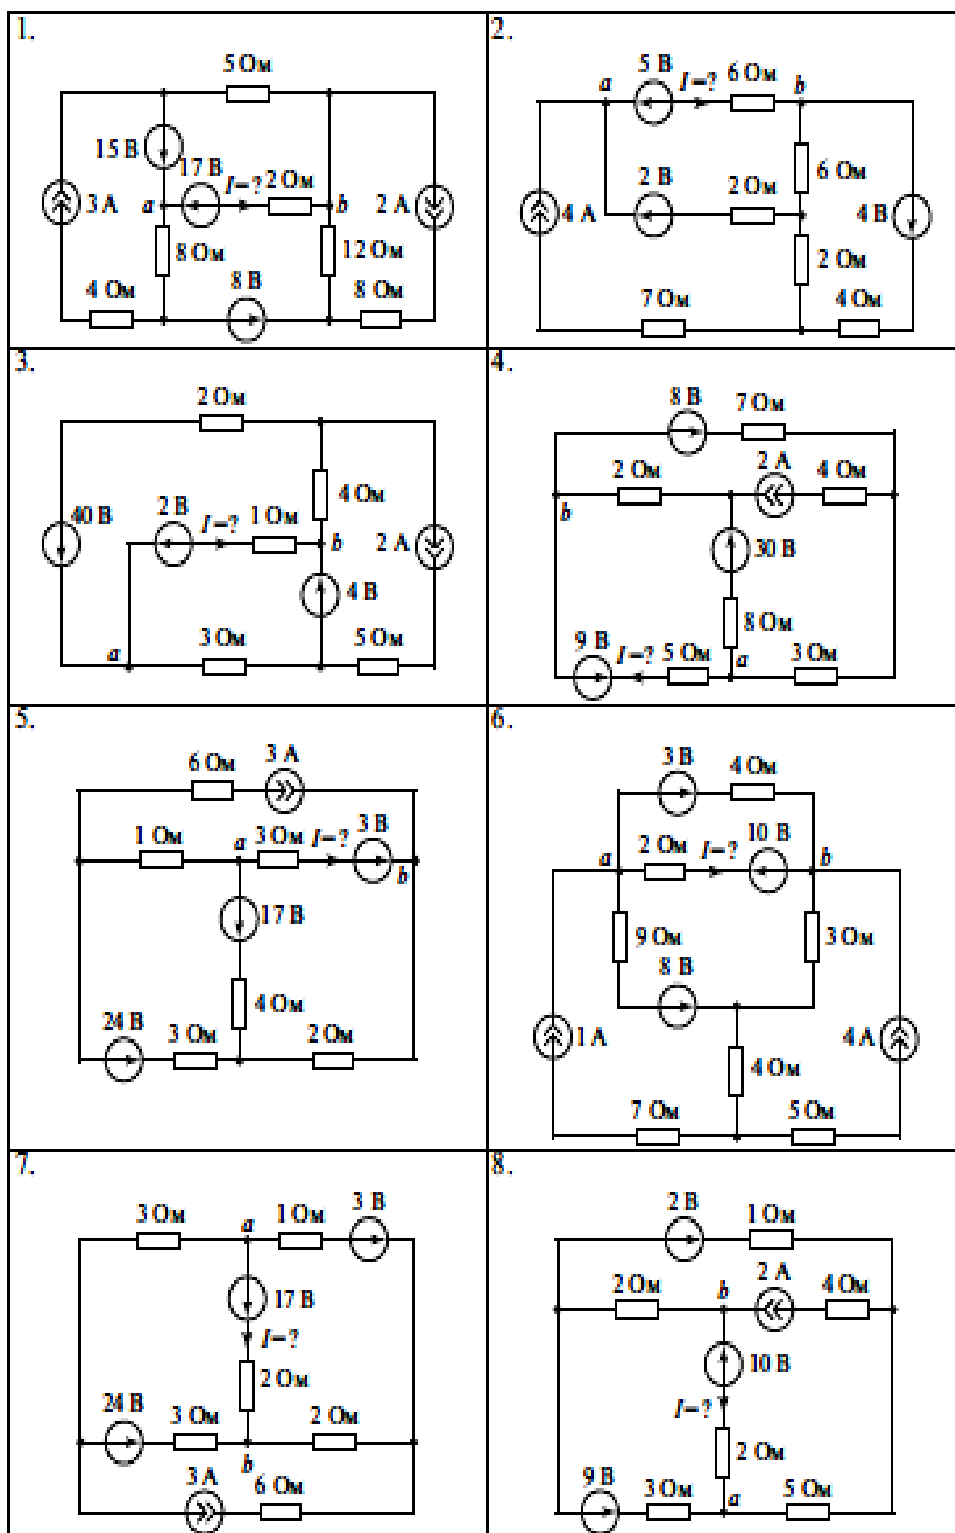 1.
5 Ом
15 В
17 В
I=?
2 Ом
3 А
a
b
2 А
8 Ом
12 Ом
4 Ом
8 В
8 Ом
2.
5 В
I=?
6 Ом
a
b
6 Ом
2 В
2 Ом
4 А
4 В
2 Ом
7 Ом
4 Ом
3.
2 Ом
4 Ом
40 В
2 В
I=?
1 Ом
b
2 А
4 В
a
3 Ом
5 Ом
4.
8 В
7 Ом
2 Ом
2 А
4 Ом
b
30 В
8 Ом
9 В
I=?
5 Ом
a
3 Ом
5.
6 Ом
3 А
1 Ом
a
3 Ом
I=?
3 В
b
17 В
4 Ом
24 В
3 Ом
2 Ом
6.
3 В
4 Ом
2 Ом
I=?
10 В
a
b
9 Ом
3 Ом
8 В
1 А
4 А
4 Ом
7 Ом
5 Ом
7.
3 Ом
a
1 Ом
3 В
17 В
I=?
2 Ом
24 В
3 Ом
2 Ом
b
3 А
6 Ом
8.
2 В
1 Ом
2 Ом
b
2 А
4 Ом
10 В
I=?
2 Ом
9 В
3 Ом
a
5 Ом